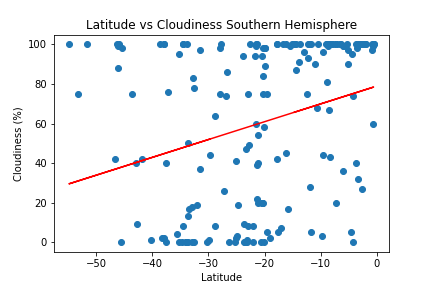 Latitude vs Cloudiness Southern Hemisphere
100
80
60
40
20
0
Cloudiness (%)
−50 −40 −30 −20 −10 0
Latitude